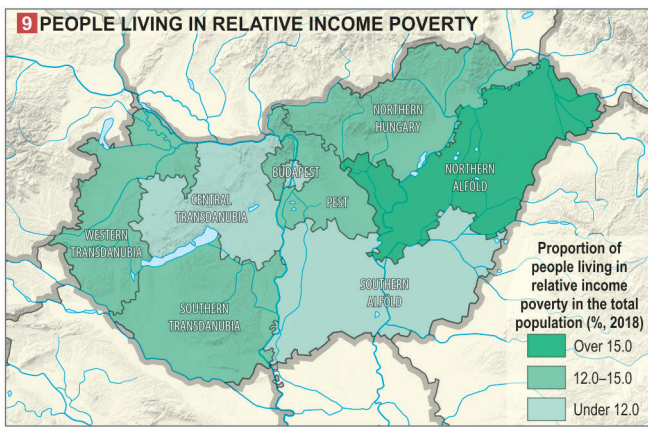 9 PEOPLE LIVING IN RELATIVE INCOME POVERTY
NORTHERN
HUNGARY
NORTHERN
ALFÖLD
BUDAPEST
PEST
CENTRAL
TRANSDANUBIA
WESTERN
TRANSDANUBIA
SOUTHERN
TRANSDANUBIA
SOUTHERN
ALFÖLD
Proportion of
people living in
relative income
poverty in the total
population (%, 2018)
Over 15.0
12.0–15.0
Under 12.0